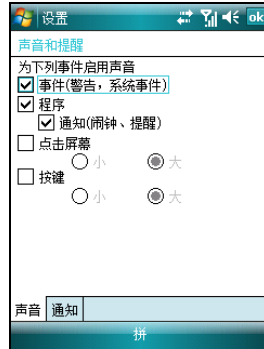 设置 ok
声音和提醒
为下列事件启用声音
事件(警告，系统事件)
程序
通知(闹钟、提醒)
点击屏幕
小 大
按键
小 大
声音 通知
拼